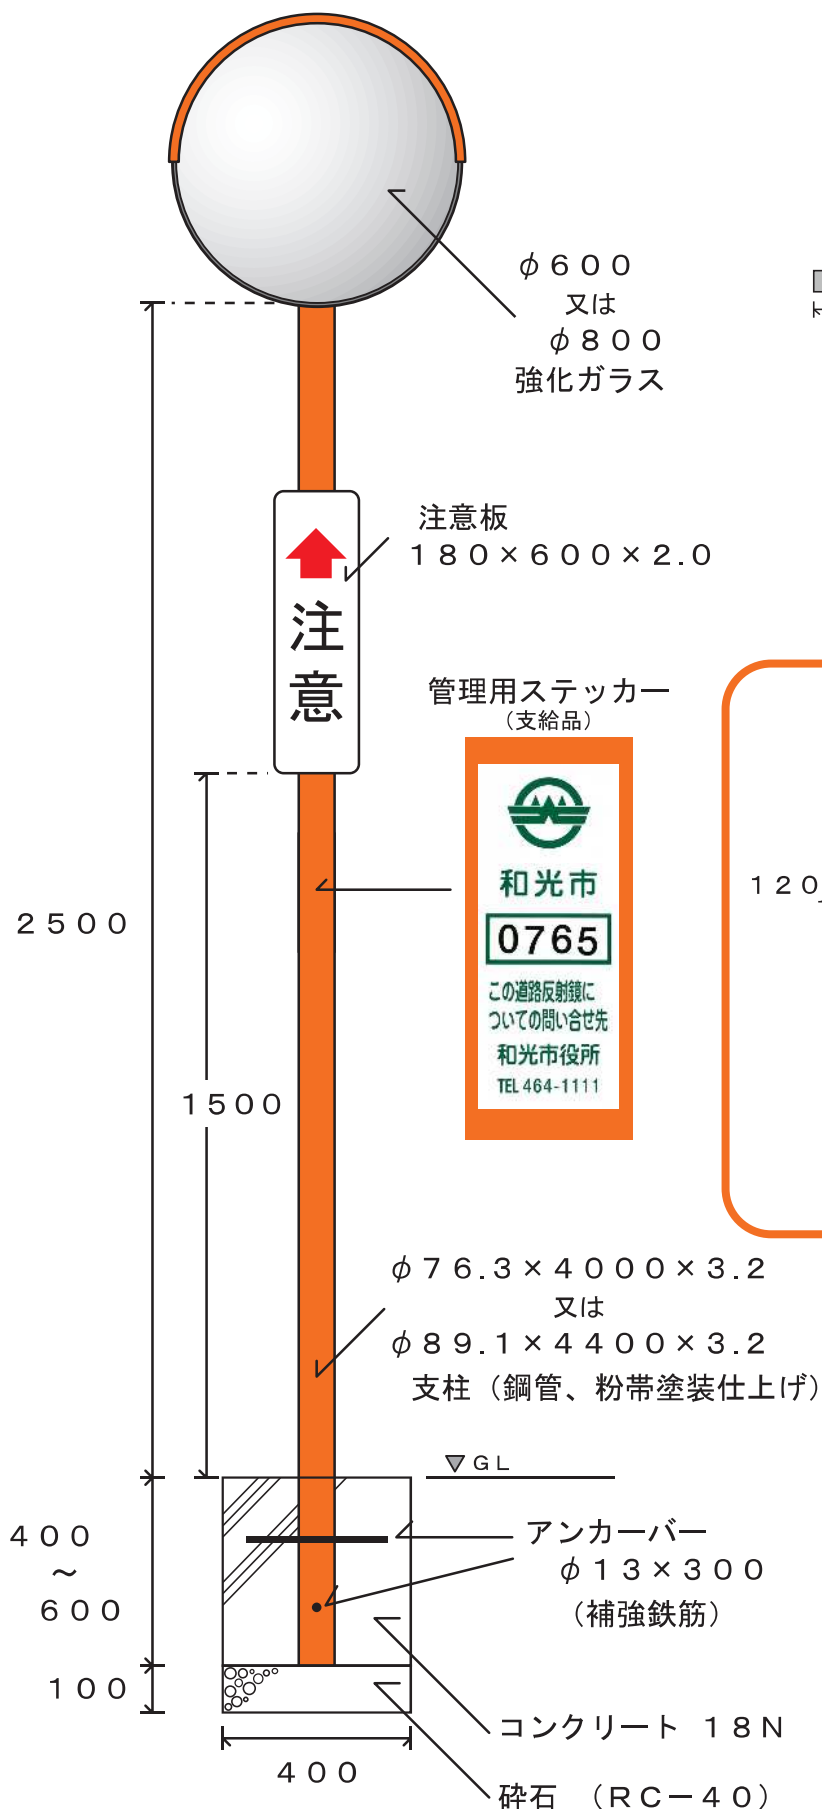 φ600
又は
φ800
強化ガラス
注意板
180×600×2.0
注
意
管理用ステッカー
(支給品)
和光市
0765
この道路反射鏡に
ついての問い合せ先
和光市役所
TEL 464-1111
120
2500
1500
φ76.3×4000×3.2
又は
φ89.1×4400×3.2
支柱(鋼管、粉帯塗装仕上げ)
GL
400
~
600
アンカーバー
φ13×300
(補強鉄筋)
100
コンクリート 18N
400
砕石 (RC-40)